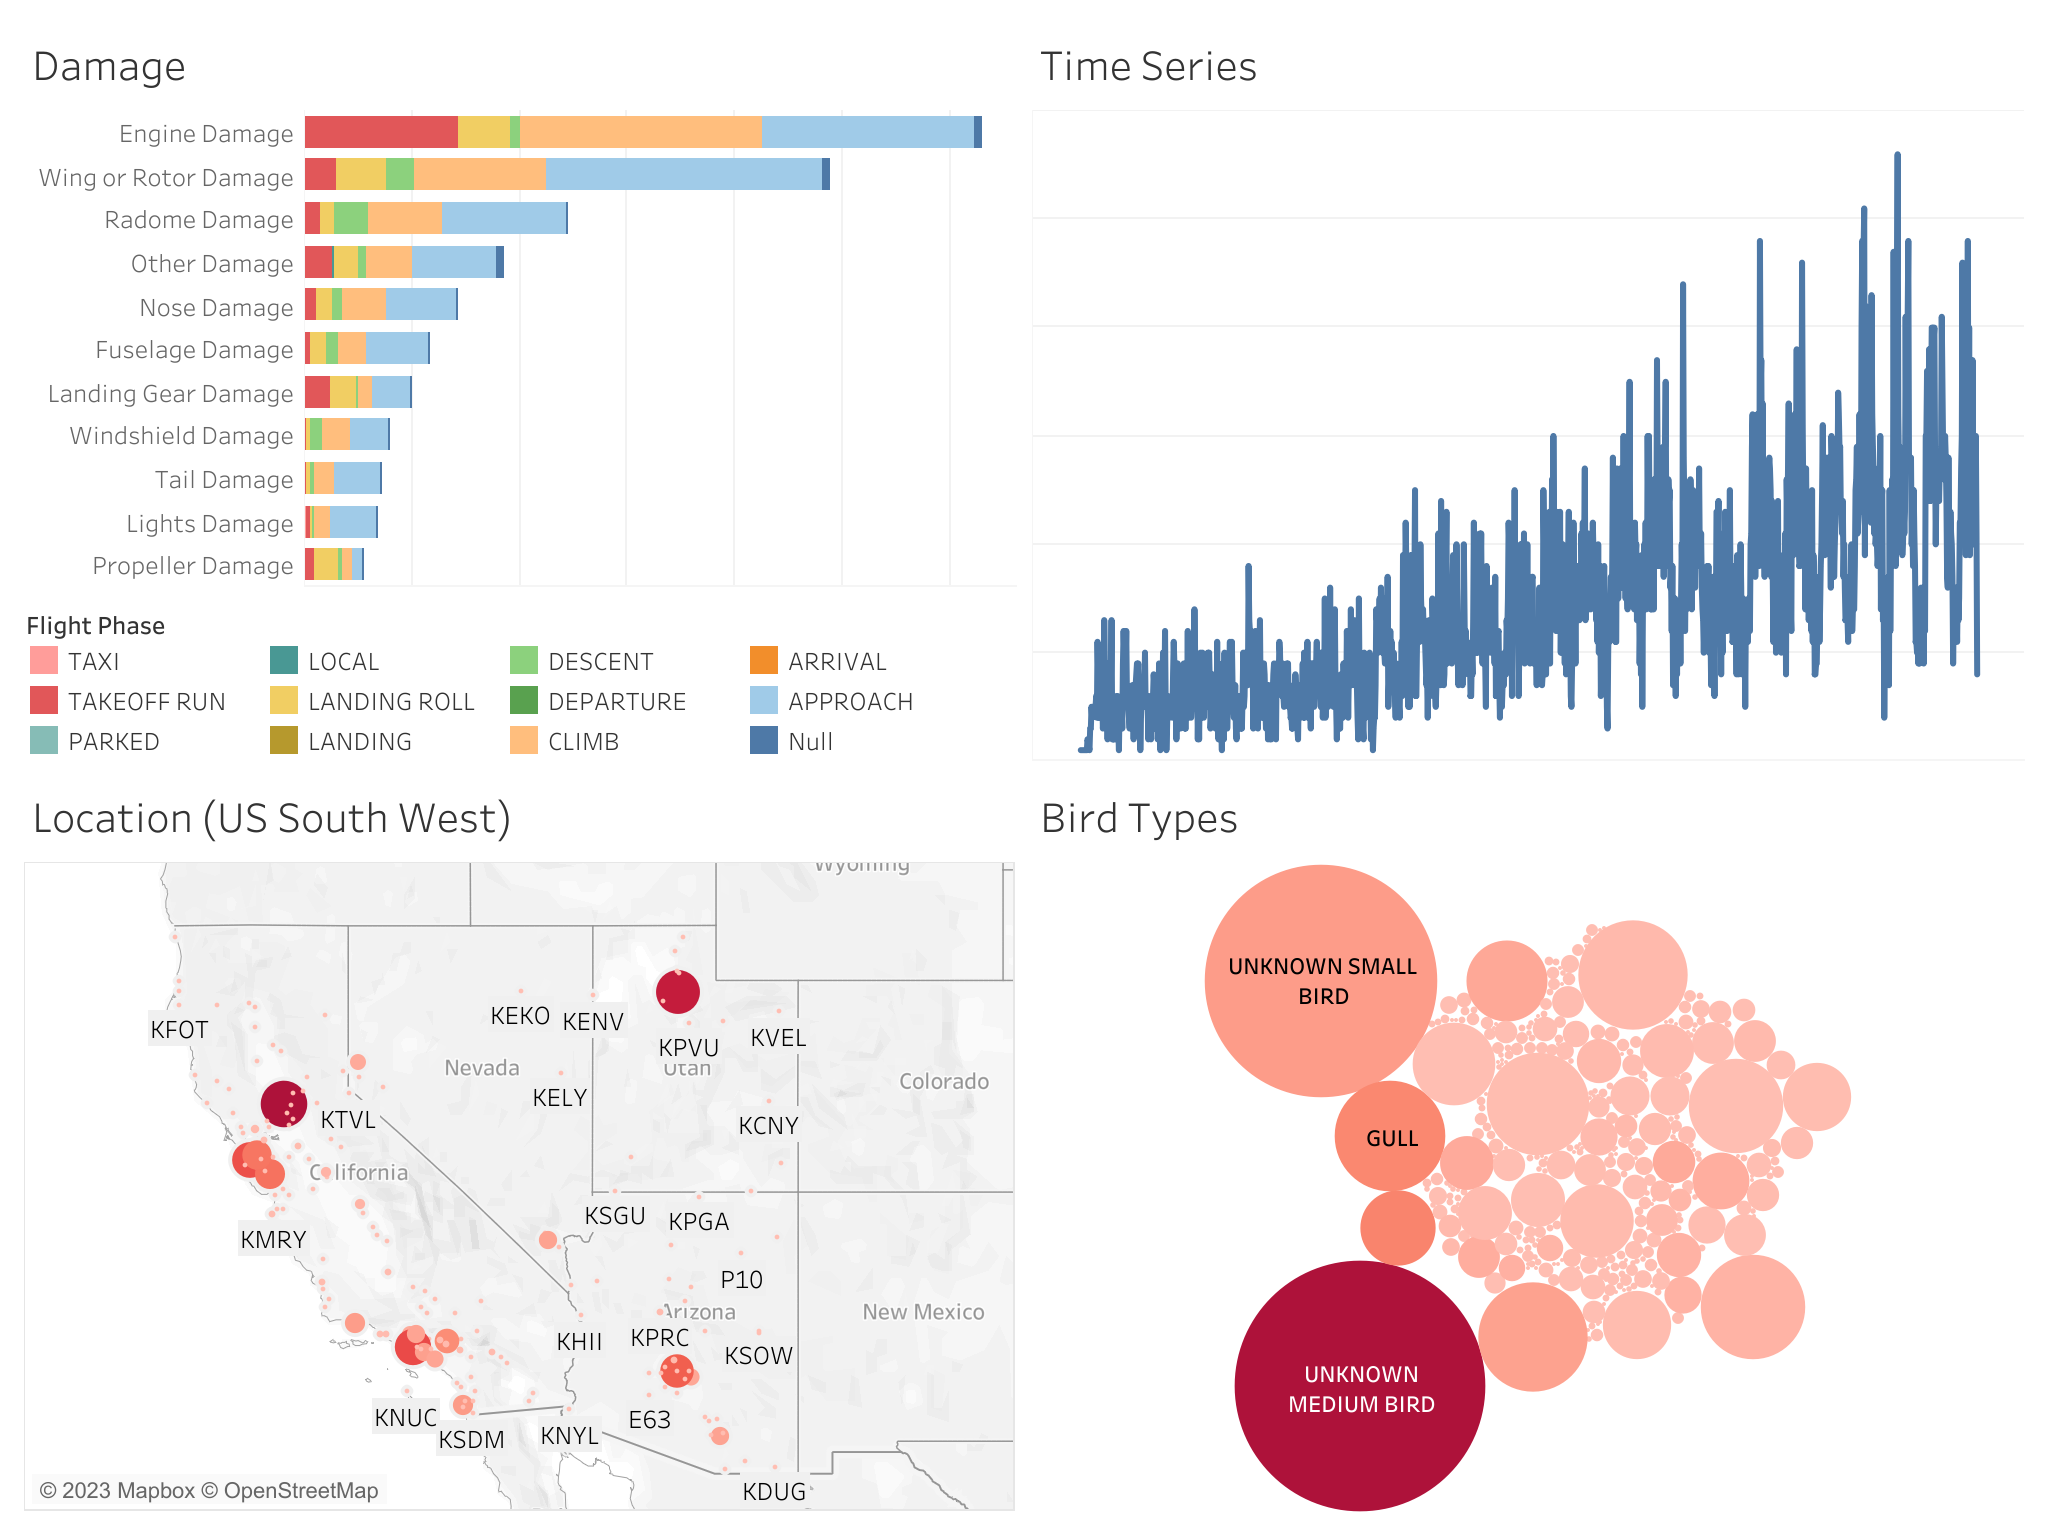 Damage
Engine Damage
Wing or Rotor Damage
Radome Damage
Other Damage
Nose Damage
Fuselage Damage
Landing Gear Damage
Windshield Damage
Tail Damage
Lights Damage
Propeller Damage
Flight Phase
TAXI
LOCAL
DESCENT
ARRIVAL
TAKEOFF RUN
LANDING ROLL
DEPARTURE
APPROACH
PARKED
LANDING
CLIMB
Null
Time Series
Location (US South West)
Wyoming
KFOT
KEKO
KENV
KPVU
KVEL
Nevada
Utah
Colorado
KELY
KTVL
KCNY
California
KSGU
KPGA
KMRY
P10
Arizona
New Mexico
KHII
KPRC
KSOW
KNUC
E63
KSDM
KNYL
KDUG
© 2023 Mapbox © OpenStreetMap
Bird Types
UNKNOWN SMALL
BIRD
GULL
UNKNOWN
MEDIUM BIRD